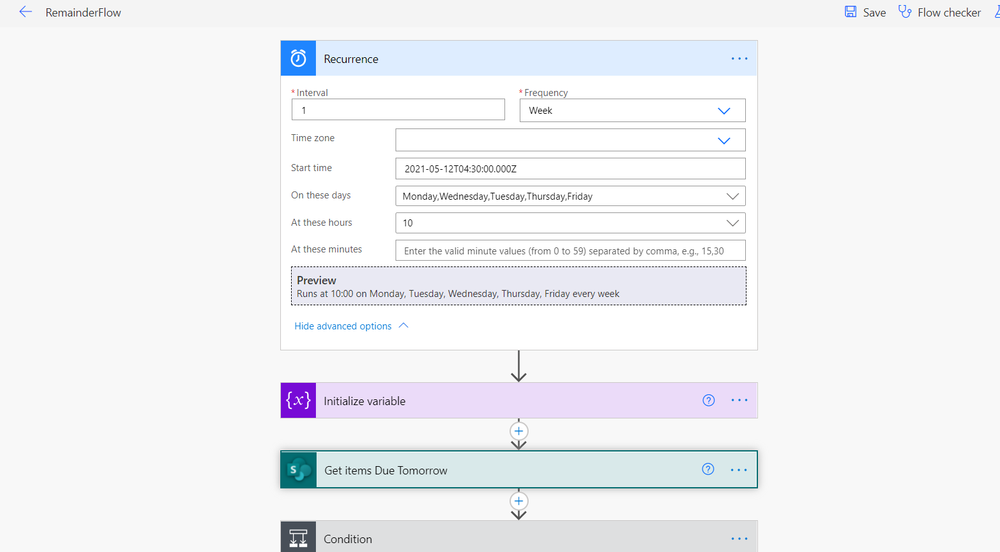 RemainderFlow
Save
Flow checker
Recurrence
* Interval
* Frequency
1
Week
Time zone
Start time
2021-05-12T04:30:00.000Z
On these days
Monday,Wednesday,Tuesday,Thursday,Friday
At these hours
10
At these minutes
Enter the valid minute values (from 0 to 59) separated by comma, e.g., 15,30
Preview
Runs at 10:00 on Monday, Tuesday, Wednesday, Thursday, Friday every week
Hide advanced options
{x} Initialize variable
S Get items Due Tomorrow
Condition